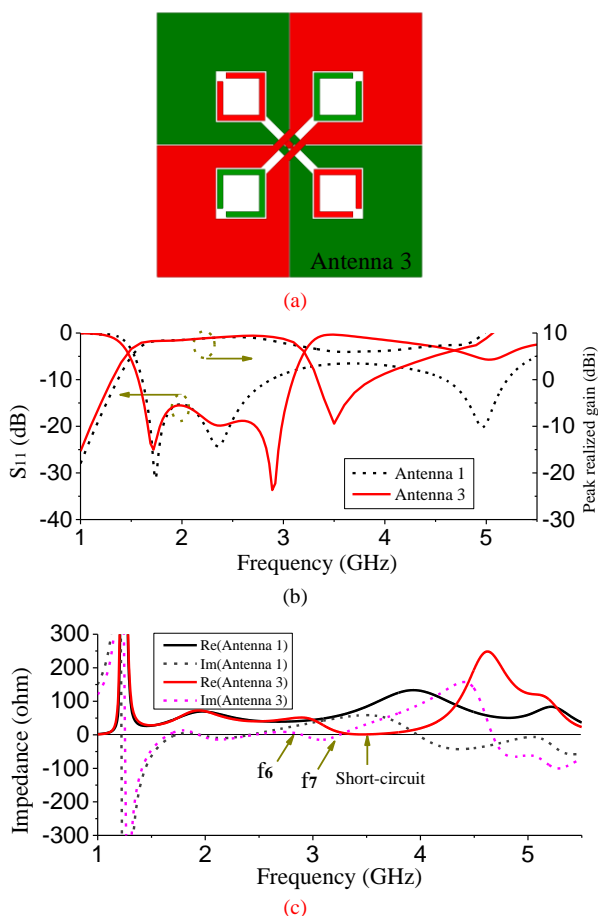 Antenna 3
(a)
0
-10
-20
-30
-40
S11 (dB)
10
0
-10
-20
-30
Peak realized gain (dBi)
Antenna 1
Antenna 3
1 2 3 4 5
Frequency (GHz)
(b)
300
200
100
0
-100
-200
-300
Impedance (ohm)
Re(Antenna 1)
Im(Antenna 1)
Re(Antenna 3)
Im(Antenna 3)
f6
f7
Short-circuit
1 2 3 4 5
Frequency (GHz)
(c)